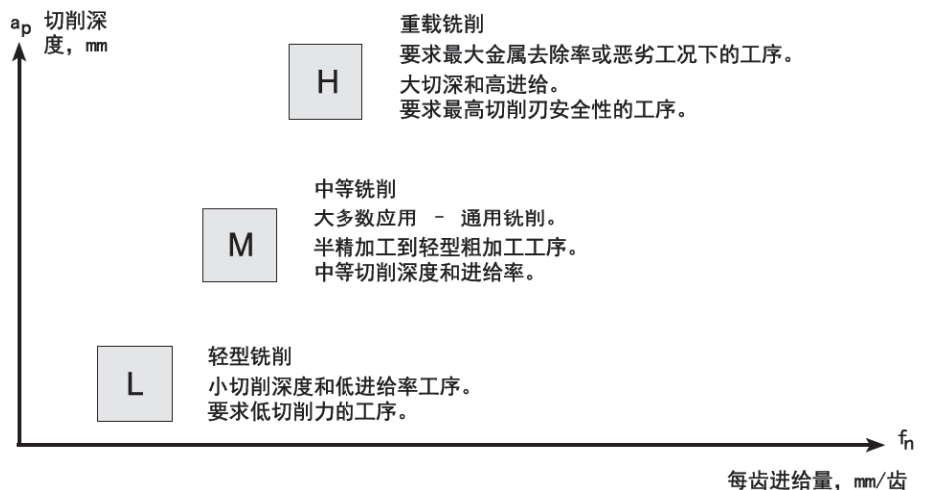 ap 切削深
度，mm
H
重载铣削
要求最大金属去除率或恶劣工况下的工序。
大切深和高进给。
要求最高切削刃安全性的工序。
M
中等铣削
大多数应用 - 通用铣削。
半精加工到轻型粗加工工序。
中等切削深度和进给率。
L
轻型铣削
小切削深度和低进给率工序。
要求低切削力的工序。
fn
每齿进给量，mm/齿